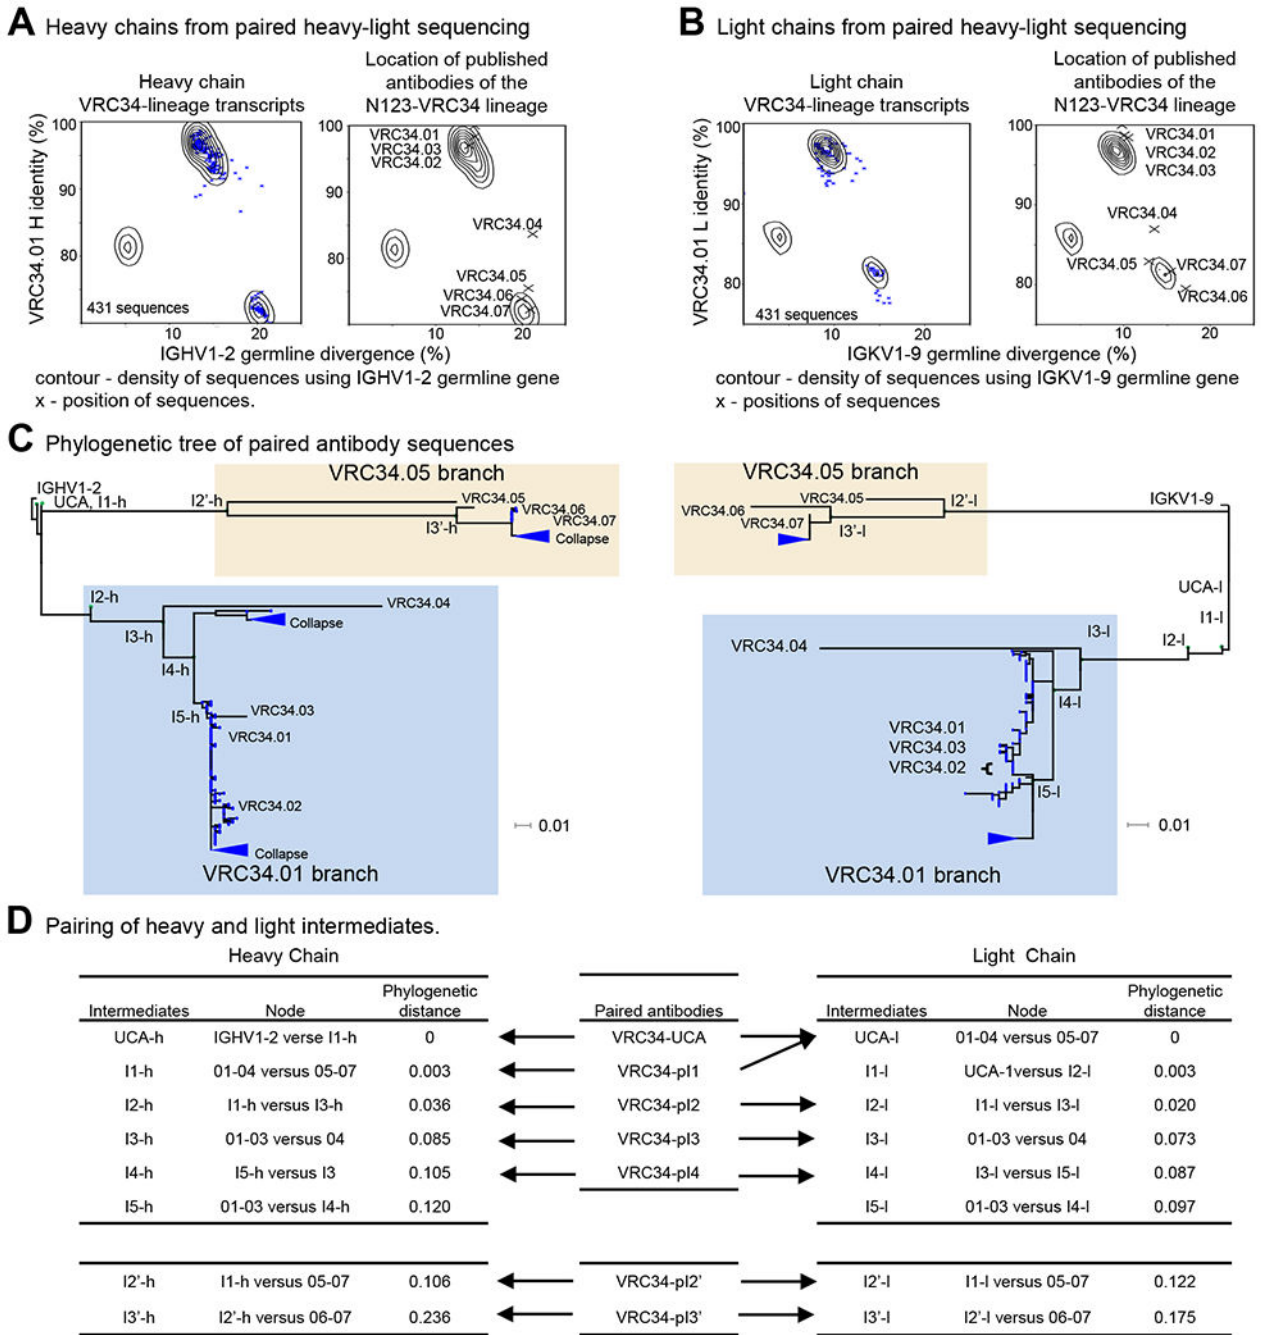 A Heavy chains from paired heavy-light sequencing
Heavy chain
VRC34-lineage transcripts
Location of published
antibodies of the
N123-VRC34 lineage
VRC34.01 H identity (%)
100
90
80
431 sequences
10
20
100
90
80
VRC34.01
VRC34.03
VRC34.02
VRC34.04
VRC34.05
VRC34.06
VRC34.07
10
20
IGHV1-2 germline divergence (%)
contour - density of sequences using IGHV1-2 germline gene
x - position of sequences.
B Light chains from paired heavy-light sequencing
Light chain
VRC34-lineage transcripts
Location of published
antibodies of the
N123-VRC34 lineage
VRC34.01 L identity (%)
100
90
80
431 sequences
10
20
100
90
80
VRC34.01
VRC34.02
VRC34.03
VRC34.04
VRC34.05
VRC34.07
VRC34.06
10
20
IGKV1-9 germline divergence (%)
contour - density of sequences using IGKV1-9 germline gene
x - positions of sequences
C Phylogenetic tree of paired antibody sequences
VRC34.05 branch
IGHV1-2
UCA, I1-h
I2'-h
VRC34.05
VRC34.06
VRC34.07
I3'-h
Collapse
I2-h
VRC34.04
I3-h
Collapse
I4-h
I5-h
VRC34.03
VRC34.01
VRC34.02
Collapse
VRC34.01 branch
0.01
VRC34.05 branch
VRC34.05
I2'-l
IGKV1-9
VRC34.06
VRC34.07
I3'-l
UCA-l
I1-l
I3-l
I2-l
VRC34.04
I4-l
VRC34.01
VRC34.03
VRC34.02
I5-l
0.01
VRC34.01 branch
D Pairing of heavy and light intermediates.
Heavy Chain
Light Chain
Phylogenetic
Phylogenetic
Intermediates Node distance Paired antibodies Intermediates Node distance
UCA-h IGHV1-2 verse I1-h 0 VRC34-UCA UCA-l 01-04 versus 05-07 0
I1-h 01-04 versus 05-07 0.003 VRC34-pI1 I1-l UCA-1versus I2-l 0.003
I2-h I1-h versus I3-h 0.036 VRC34-pI2 I2-l I1-l versus I3-l 0.020
I3-h 01-03 versus 04 0.085 VRC34-pI3 I3-l 01-03 versus 04 0.073
I4-h I5-h versus I3 0.105 VRC34-pI4 I4-l I3-l versus I5-l 0.087
I5-h 01-03 versus I4-h 0.120 I5-l 01-03 versus I4-l 0.097
I2'-h I1-h versus 05-07 0.106 VRC34-pI2' I2'-l I1-l versus 05-07 0.122
I3'-h I2'-h versus 06-07 0.236 VRC34-pI3' I3'-l I2'-l versus 06-07 0.175